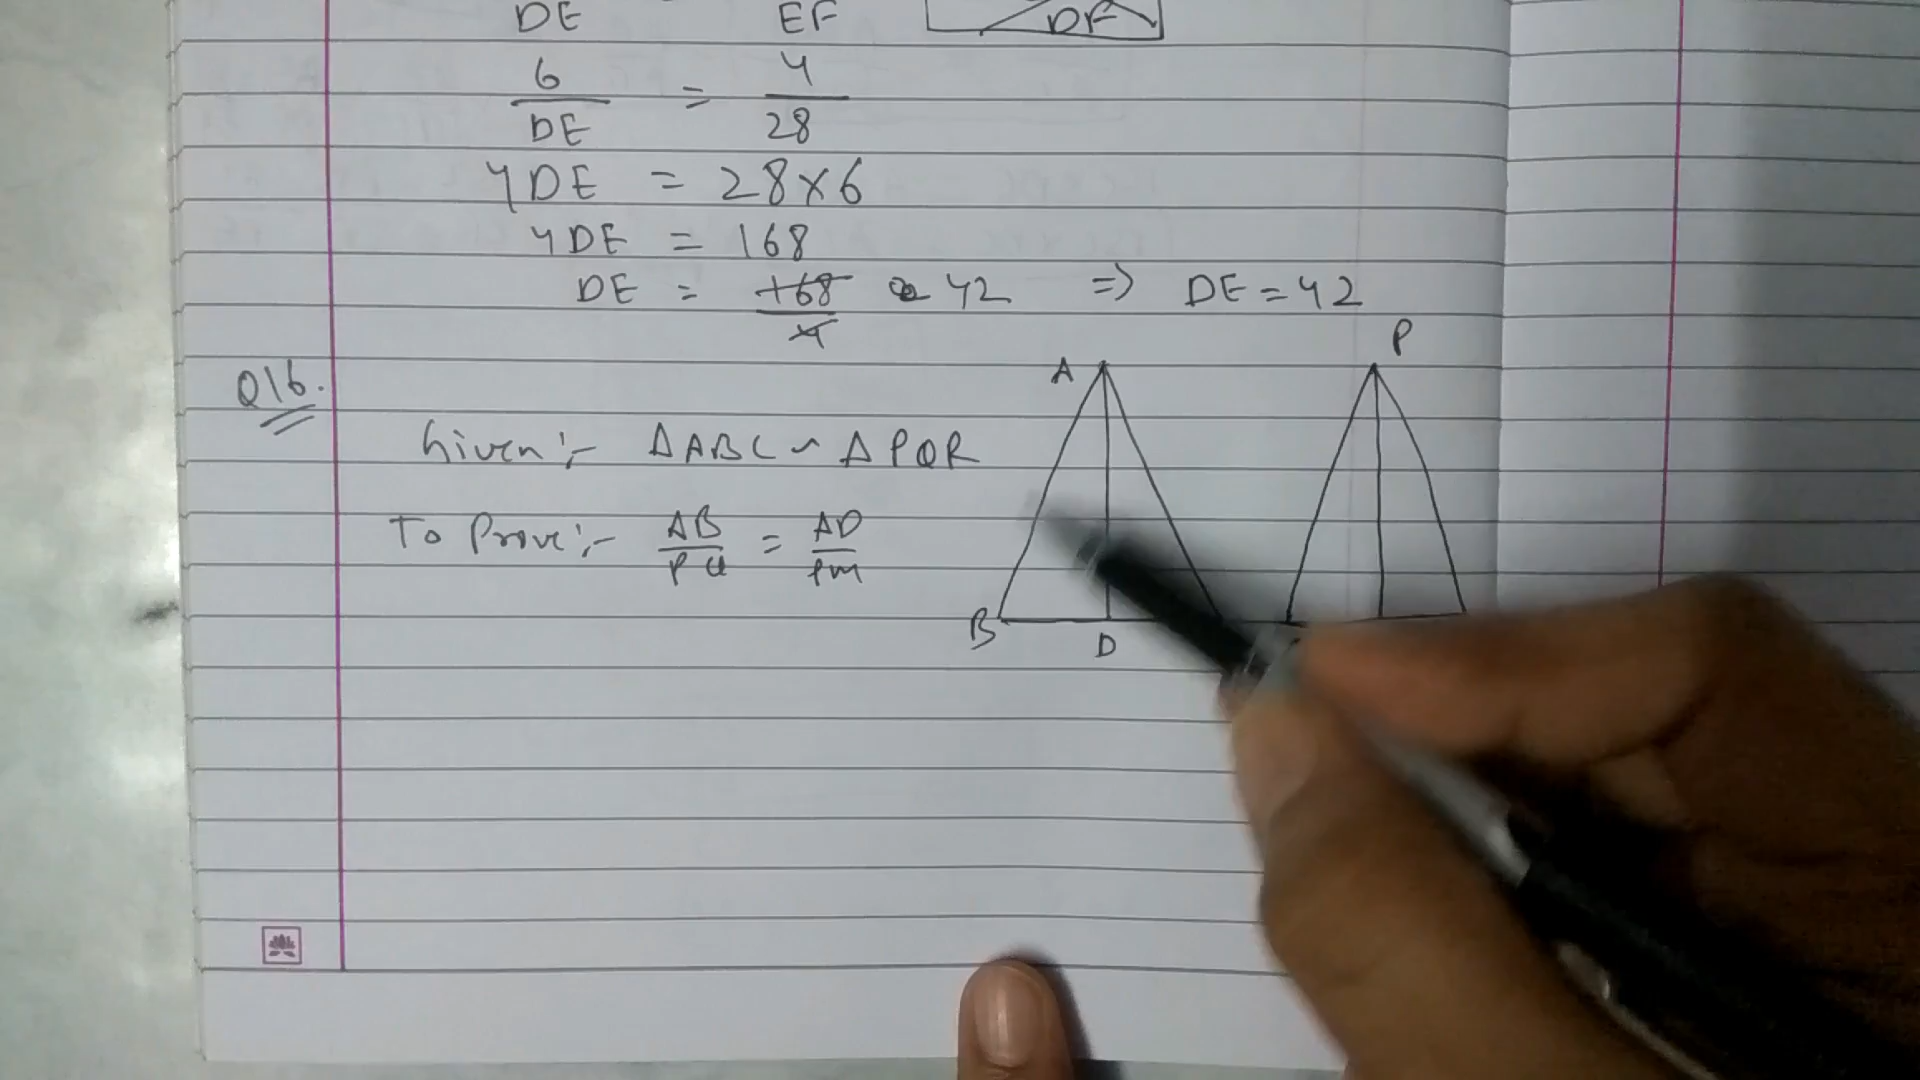 DE EF DF
6/DE = 4/28
4DE = 28×6
4DE = 168
DE = 168/4 42 => DE = 42
P
Q16. A
Given:- ΔABC ~ ΔPQR
To Prove:- AB/PQ = AD/PM
B D